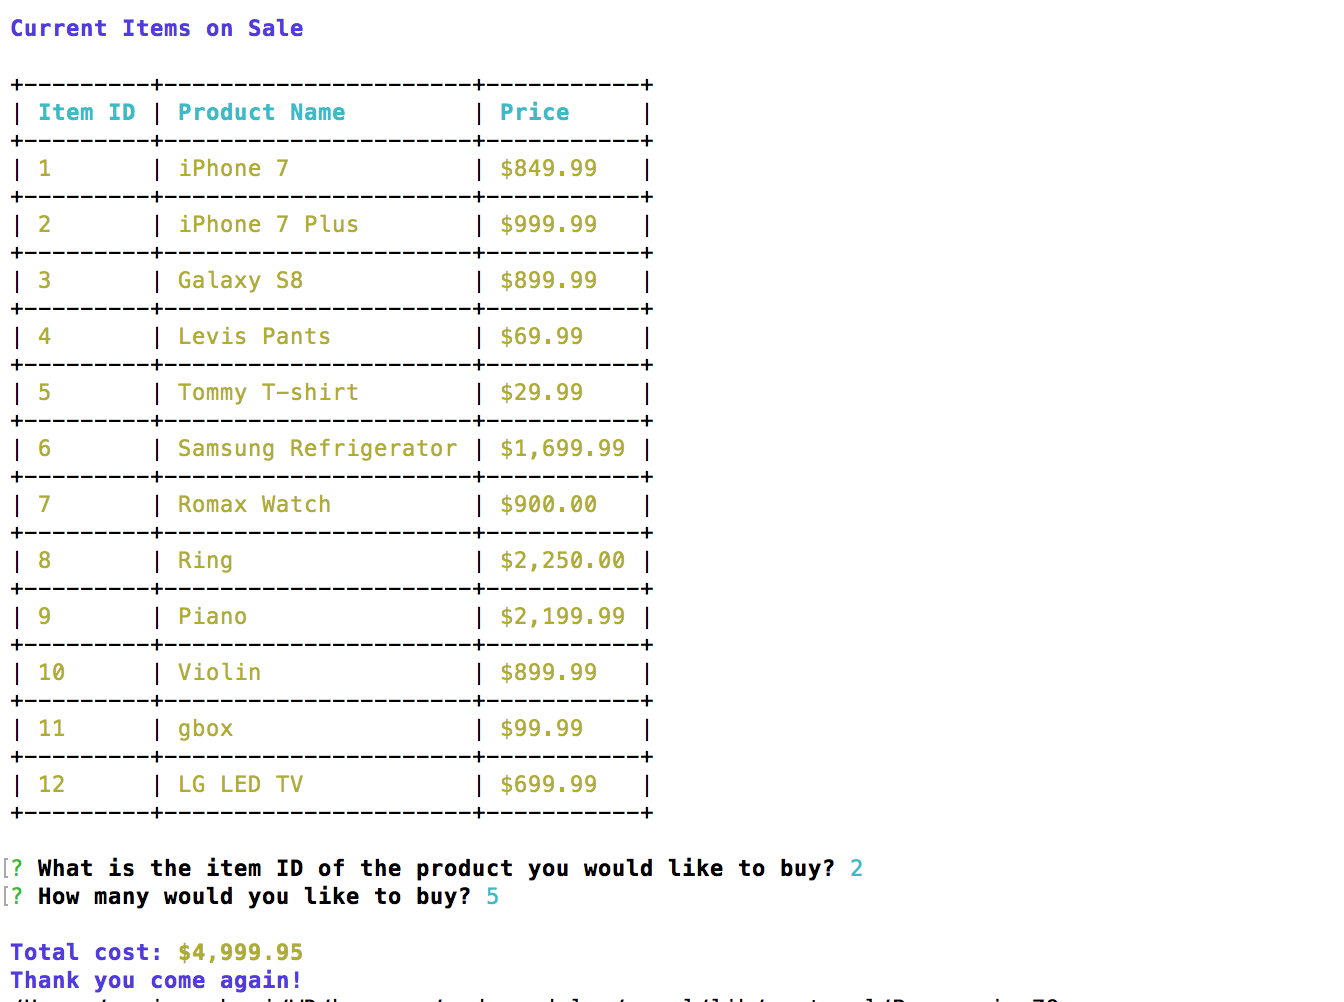 Current Items on Sale
| Item ID | Product Name | Price |
| 1 | iPhone 7 | $849.99 |
| 2 | iPhone 7 Plus | $999.99 |
| 3 | Galaxy S8 | $899.99 |
| 4 | Levis Pants | $69.99 |
| 5 | Tommy T-shirt | $29.99 |
| 6 | Samsung Refrigerator | $1,699.99 |
| 7 | Romax Watch | $900.00 |
| 8 | Ring | $2,250.00 |
| 9 | Piano | $2,199.99 |
| 10 | Violin | $899.99 |
| 11 | gbox | $99.99 |
| 12 | LG LED TV | $699.99 |
[? What is the item ID of the product you would like to buy? 2
[? How many would you like to buy? 5
Total cost: $4,999.95
Thank you come again!